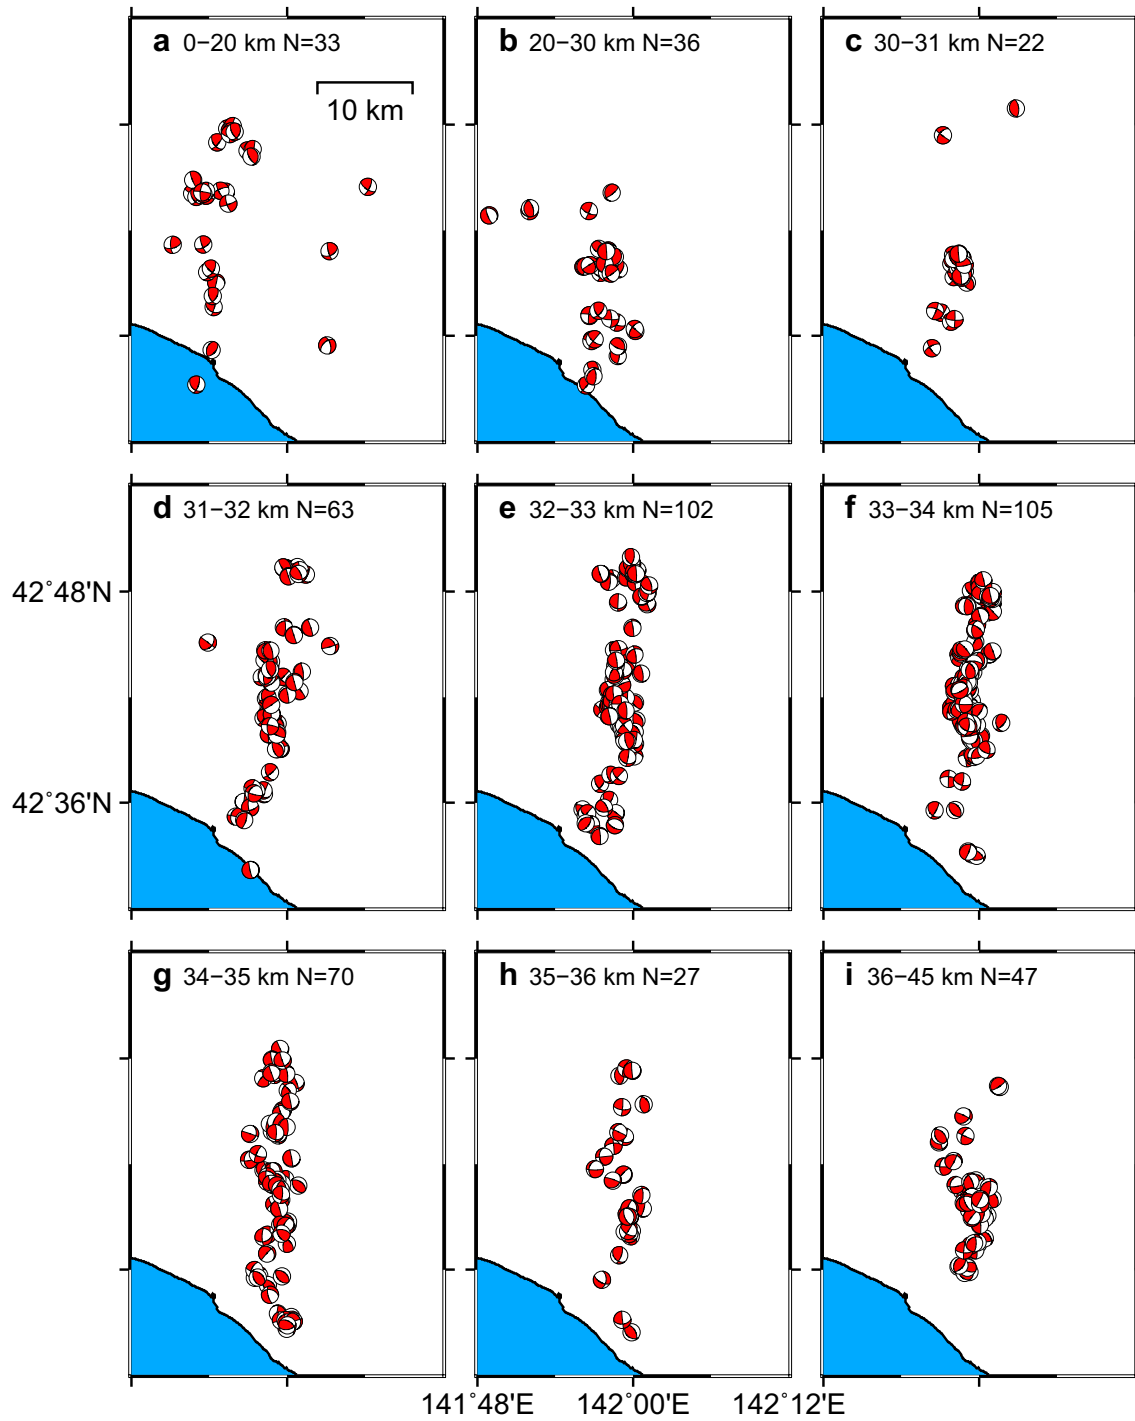 a 0−20 km N=33
b 20−30 km N=36
c 30−31 km N=22
10 km
d 31−32 km N=63
e 32−33 km N=102
f 33−34 km N=105
42˚48'N
42˚36'N
g 34−35 km N=70
h 35−36 km N=27
i 36−45 km N=47
141˚48'E 142˚00'E 142˚12'E